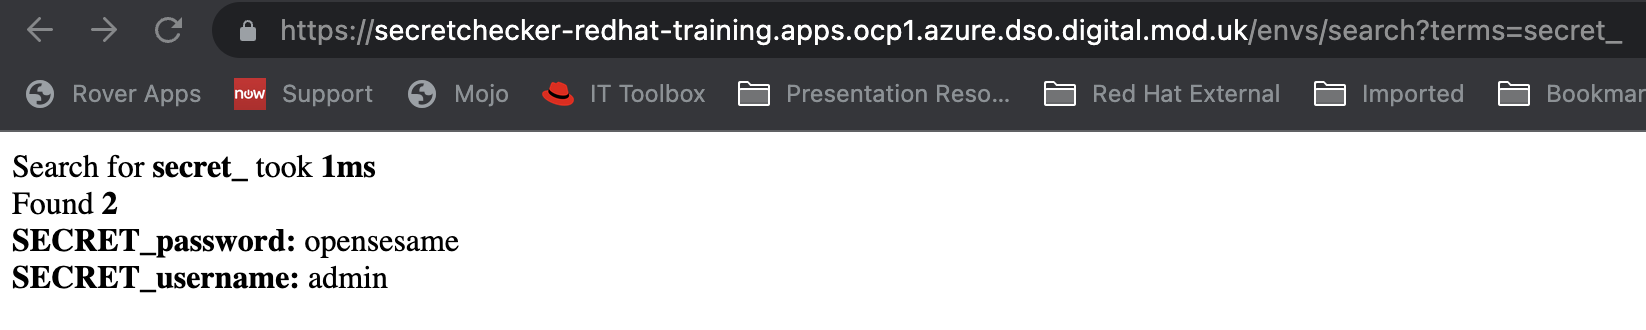 https://secretchecker-redhat-training.apps.ocp1.azure.dso.digital.mod.uk/envs/search?terms=secret_
Rover Apps now Support Mojo IT Toolbox Presentation Reso... Red Hat External Imported Bookmar
Search for secret_ took 1ms
Found 2
SECRET_password: opensesame
SECRET_username: admin